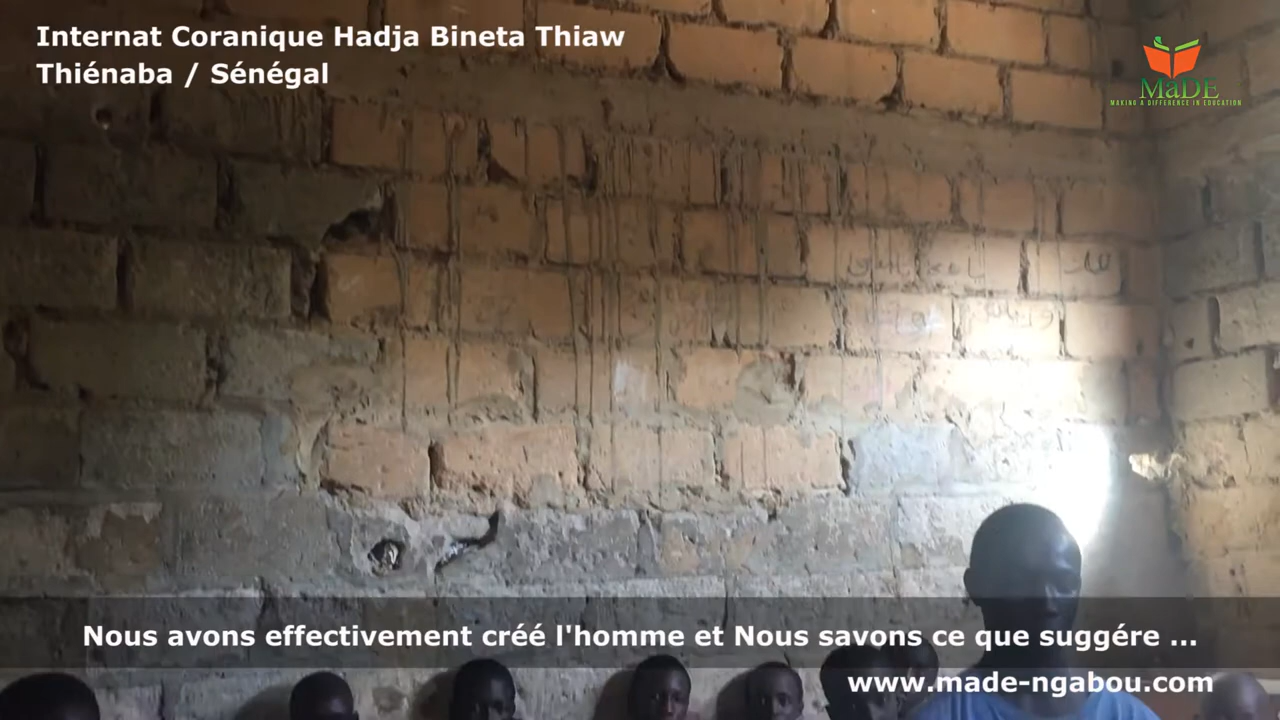 Internat Coranique Hadja Bineta Thiaw
Thiénaba / Sénégal
MaDE
MAKING A DIFFERENCE IN EDUCATION
Nous avons effectivement créé l'homme et Nous savons ce que suggére ...
www.made-ngabou.com